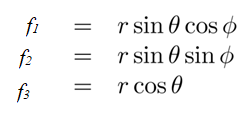 f₁ = r sin θ cos ϕ
f₂ = r sin θ sin ϕ
f₃ = r cos θ